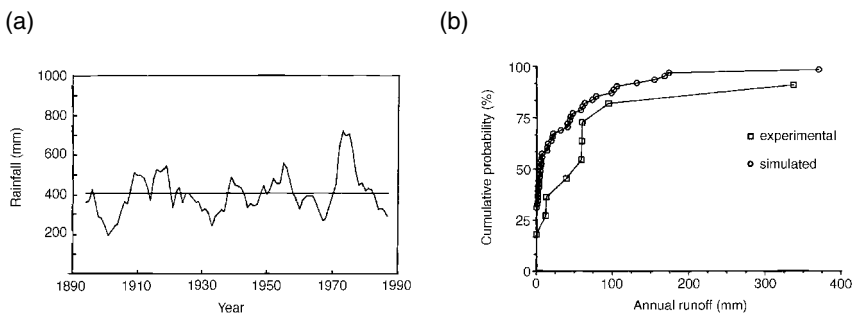 (a)
Rainfall (mm)
1000
800
600
400
200
0
1890
1910
1930
1950
1970
1990
Year
(b)
Cumulative probability (%)
100
75
50
25
0
0
100
200
300
400
Annual runoff (mm)
experimental
simulated